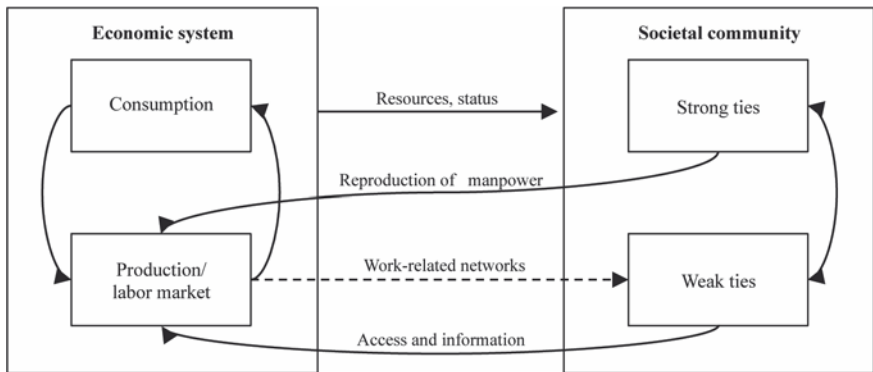 Economic system
Societal community
Consumption
Resources, status
Strong ties
Reproduction of manpower
Production/
labor market
Work-related networks
Weak ties
Access and information